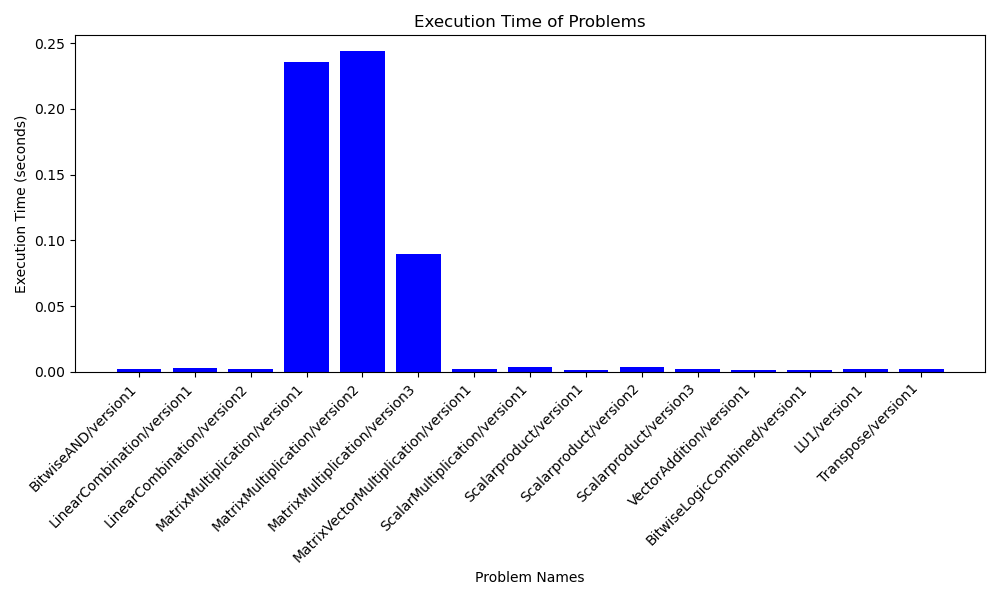 Execution Time of Problems
Execution Time (seconds)
0.25
0.20
0.15
0.10
0.05
0.00
BitwiseAND/version1
LinearCombination/version1
LinearCombination/version2
MatrixMultiplication/version1
MatrixMultiplication/version2
MatrixMultiplication/version3
MatrixVectorMultiplication/version1
ScalarMultiplication/version1
Scalarproduct/version1
Scalarproduct/version2
Scalarproduct/version3
VectorAddition/version1
BitwiseLogicCombined/version1
LU1/version1
Transpose/version1
Problem Names